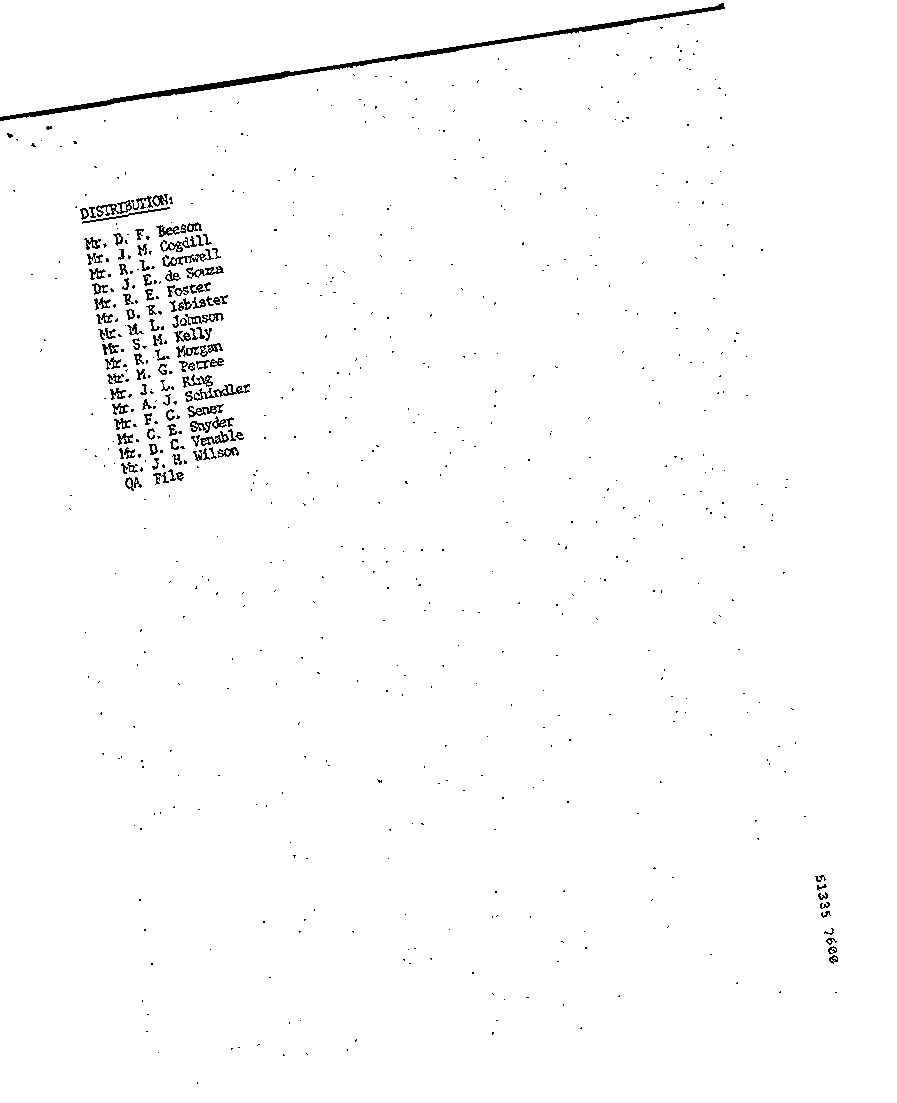 DISTRIBUTION:
Mr. D. F. Beeson
Mr. J. M. Cogdill
Mr. R. L. Cornwell
Dr. J. E. de Souza
Mr. R. E. Foster
Mr. D. K. Isbister
Mr. M. L. Johnson
Mr. S. M. Kelly
Mr. R. L. Morgan
Mr. M. G. Petree
Mr. J. L. Ring
Mr. A. J. Schindler
Mr. F. C. Sener
Mr. C. E. Snyder
Mr. D. C. Venable
Mr. J. H. Wilson
QA File
51335 7600